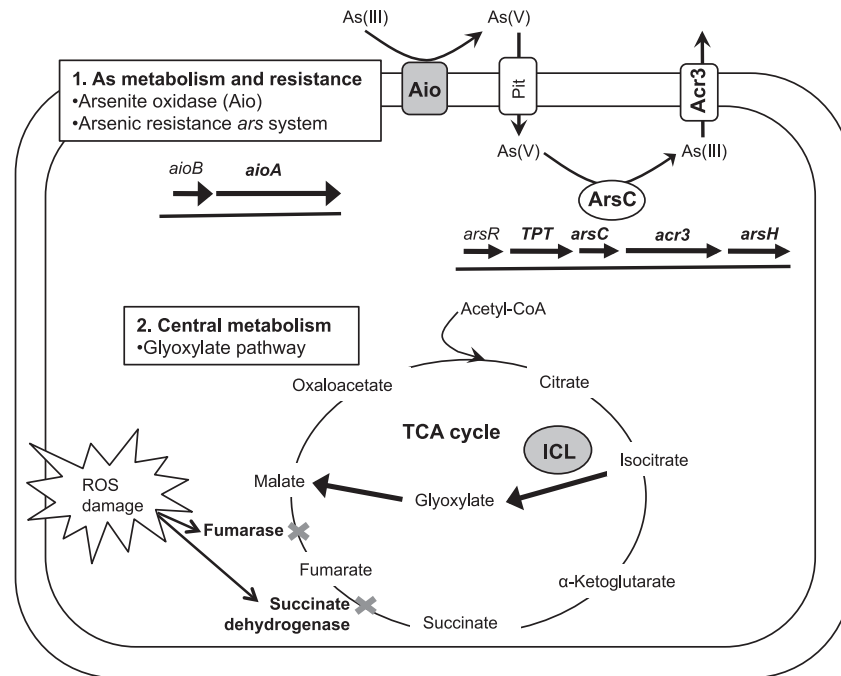 As(III)
As(V)
1. As metabolism and resistance
•Arsenite oxidase (Aio)
•Arsenic resistance ars system
Aio
Pit
Acr3
As(V)
As(III)
ArsC
aioB
aioA
arsR
TPT
arsC
acr3
arsH
2. Central metabolism
•Glyoxylate pathway
Acetyl-CoA
Oxaloacetate
Citrate
TCA cycle
ICL
Isocitrate
Malate
Glyoxylate
ROS
damage
Fumarase
Fumarate
α-Ketoglutarate
Succinate
dehydrogenase
Succinate